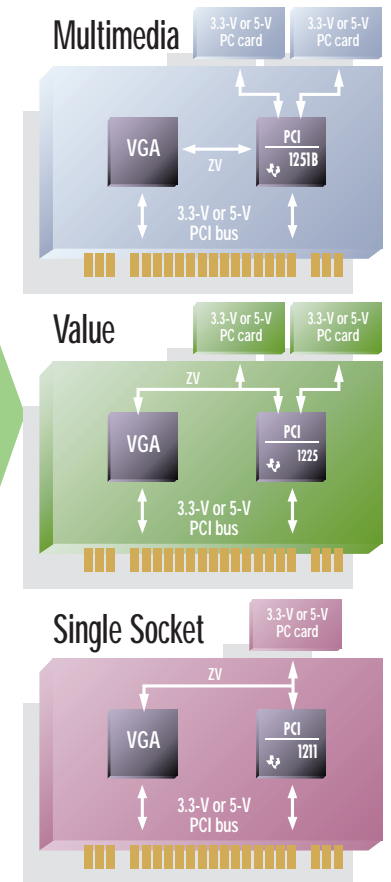 Multimedia
3.3-V or 5-V
PC card
3.3-V or 5-V
PC card
VGA
ZV
PCI
1251B
3.3-V or 5-V
PCI bus
Value
3.3-V or 5-V
PC card
3.3-V or 5-V
PC card
ZV
VGA
PCI
1225
3.3-V or 5-V
PCI bus
Single Socket
3.3-V or 5-V
PC card
ZV
VGA
PCI
1211
3.3-V or 5-V
PCI bus